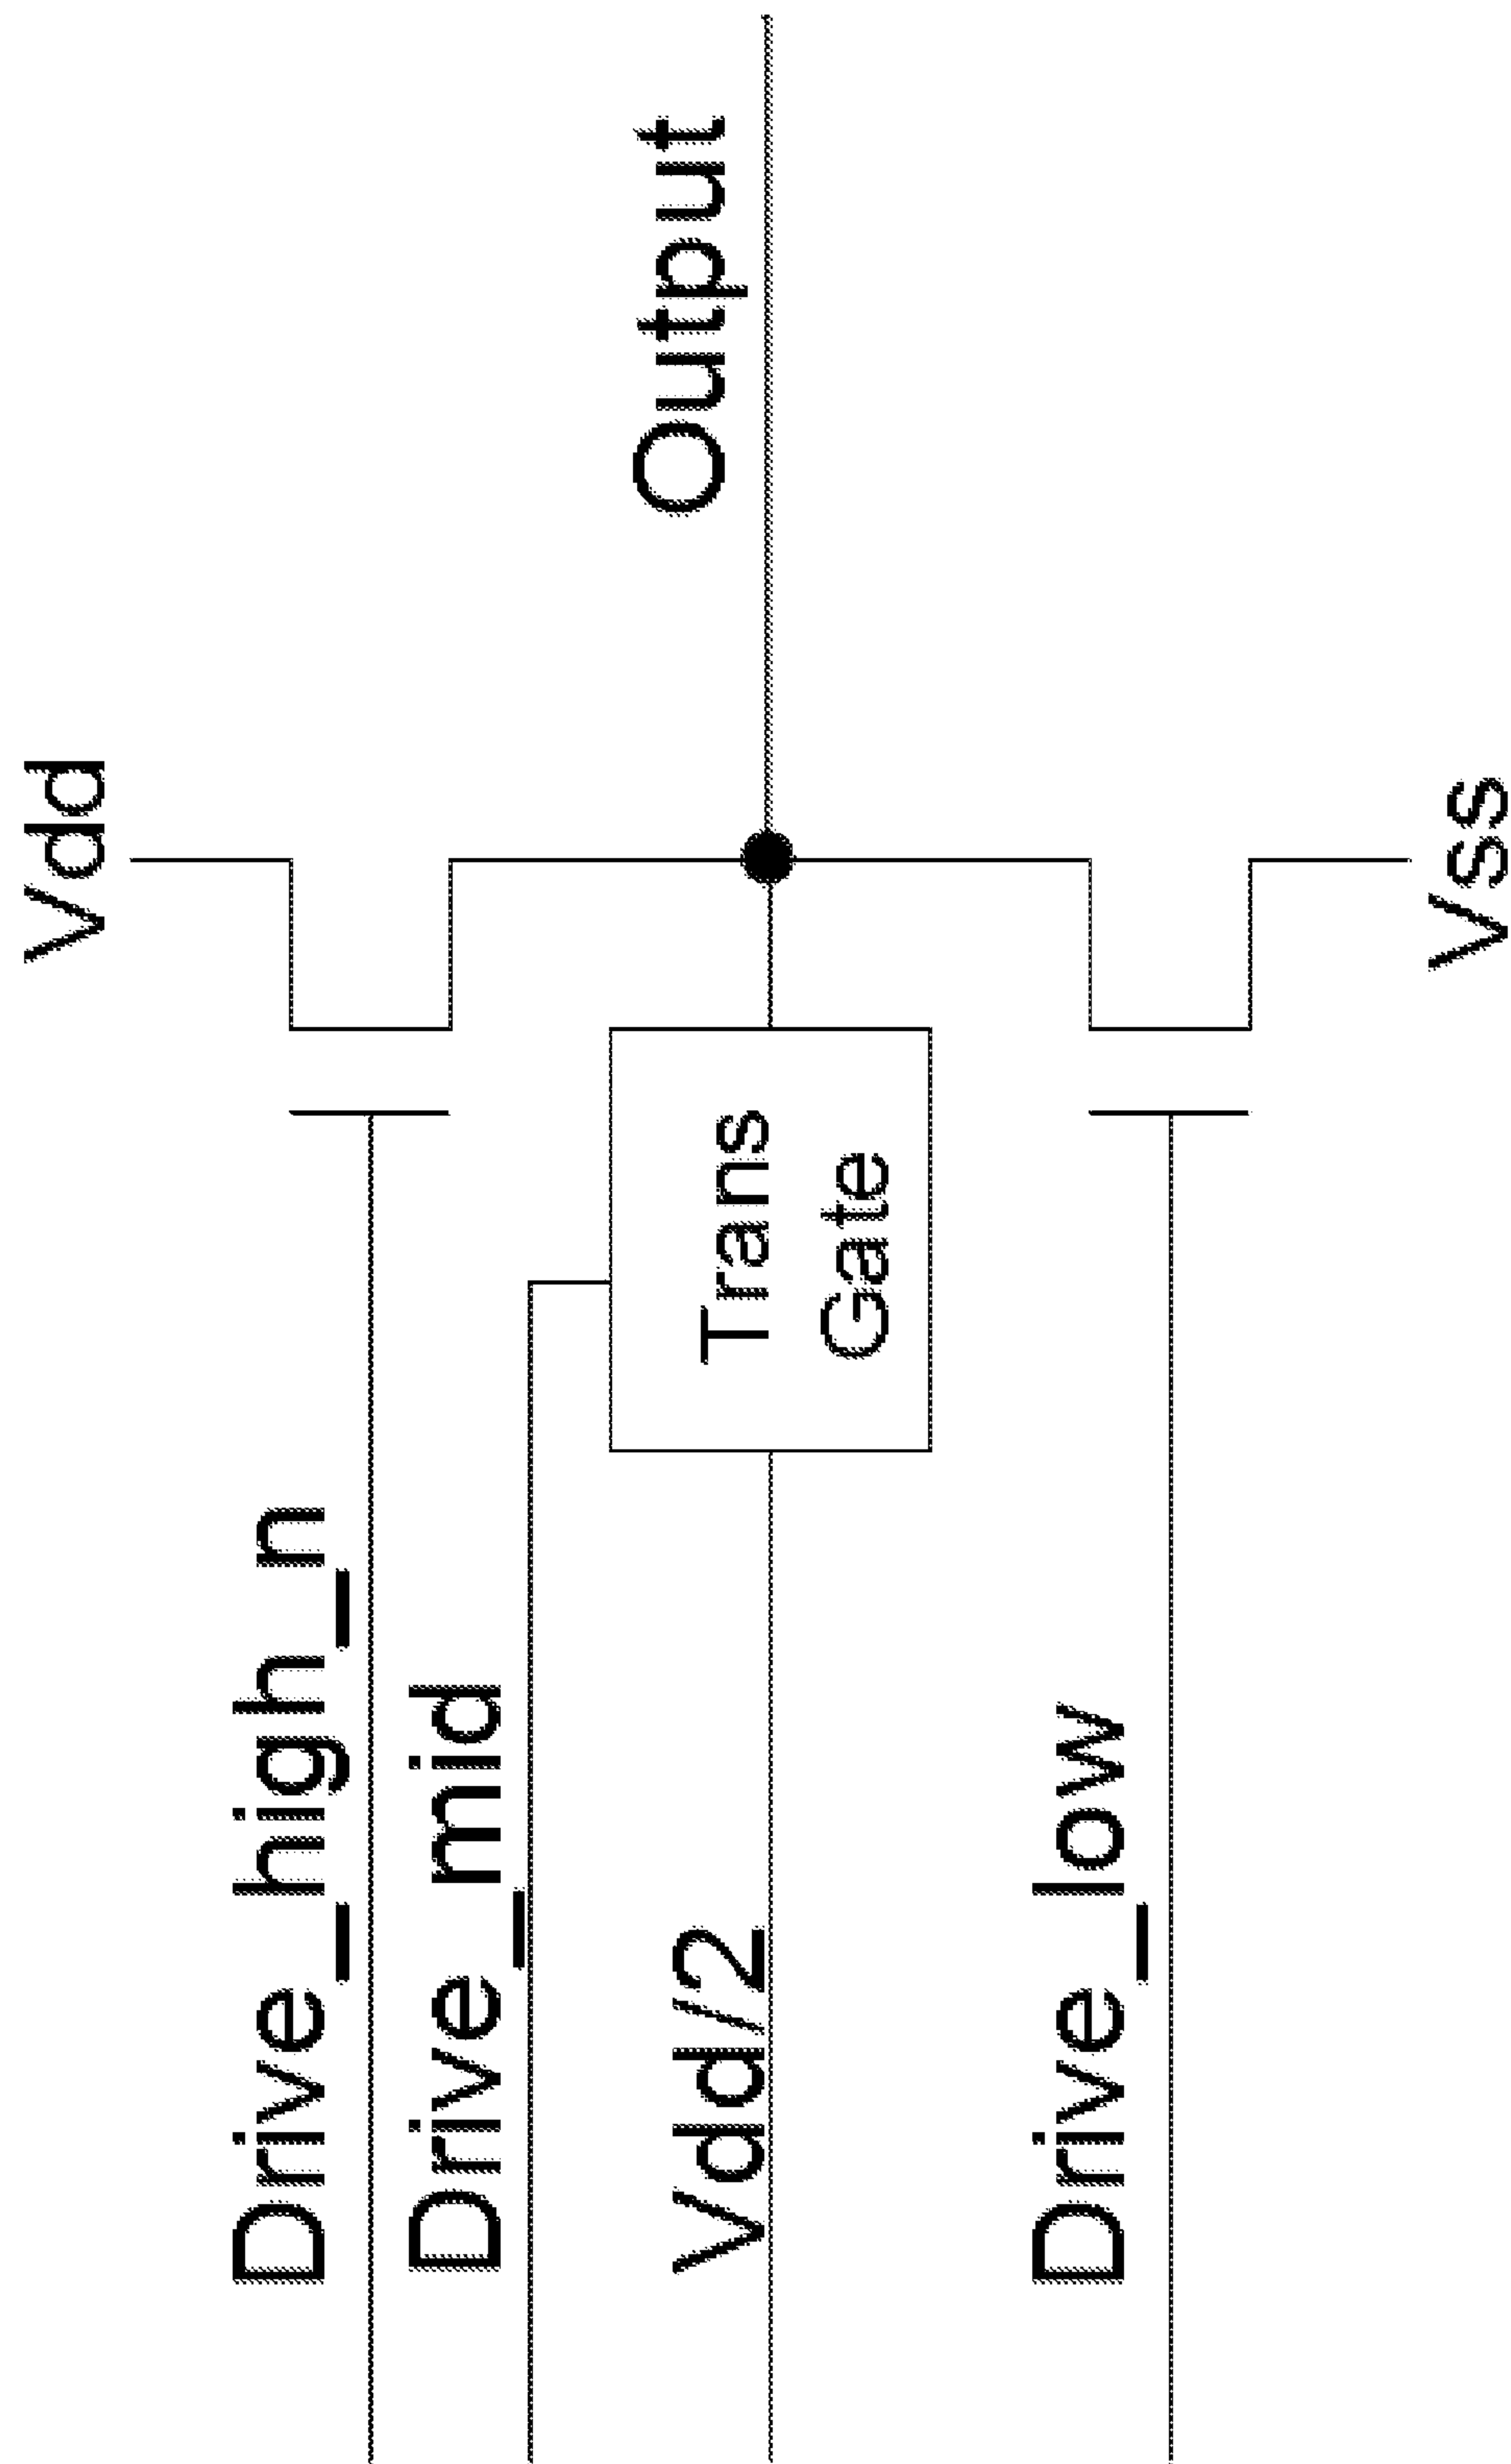 Vdd
Drive_high_n
Drive_mid
Output
Trans
Gate
Vdd/2
Drive_low
Vss